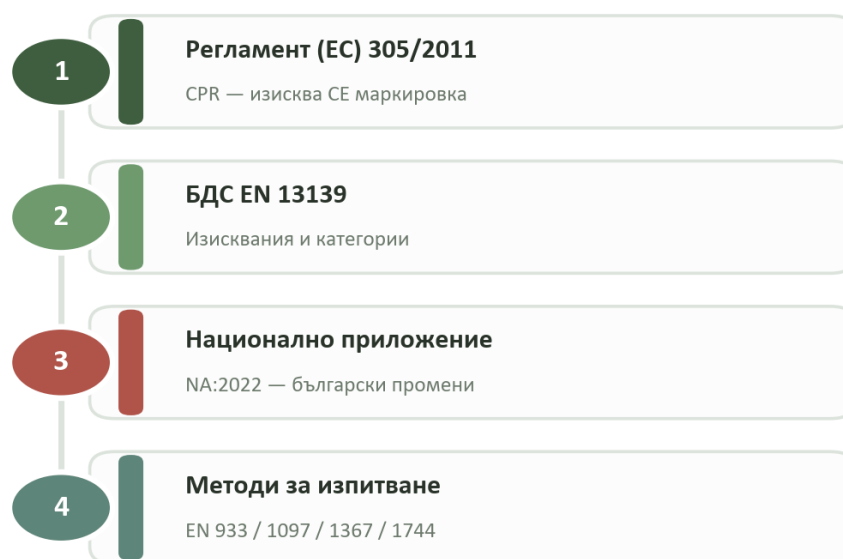 1
Регламент (ЕС) 305/2011
CPR — изисква CE маркировка
2
БДС EN 13139
Изисквания и категории
3
Национално приложение
NA:2022 — български промени
4
Методи за изпитване
EN 933 / 1097 / 1367 / 1744